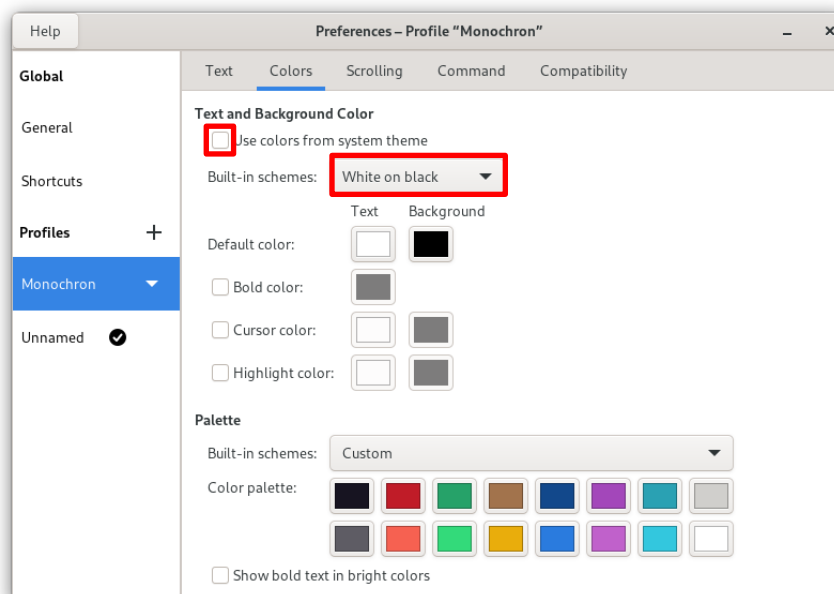 Help
Preferences – Profile “Monochron”
Global
General
Shortcuts
Profiles
Monochron
Unnamed
Text Colors Scrolling Command Compatibility
Text and Background Color
Use colors from system theme
Built-in schemes: White on black
Text Background
Default color:
Bold color:
Cursor color:
Highlight color:
Palette
Built-in schemes: Custom
Color palette:
Show bold text in bright colors